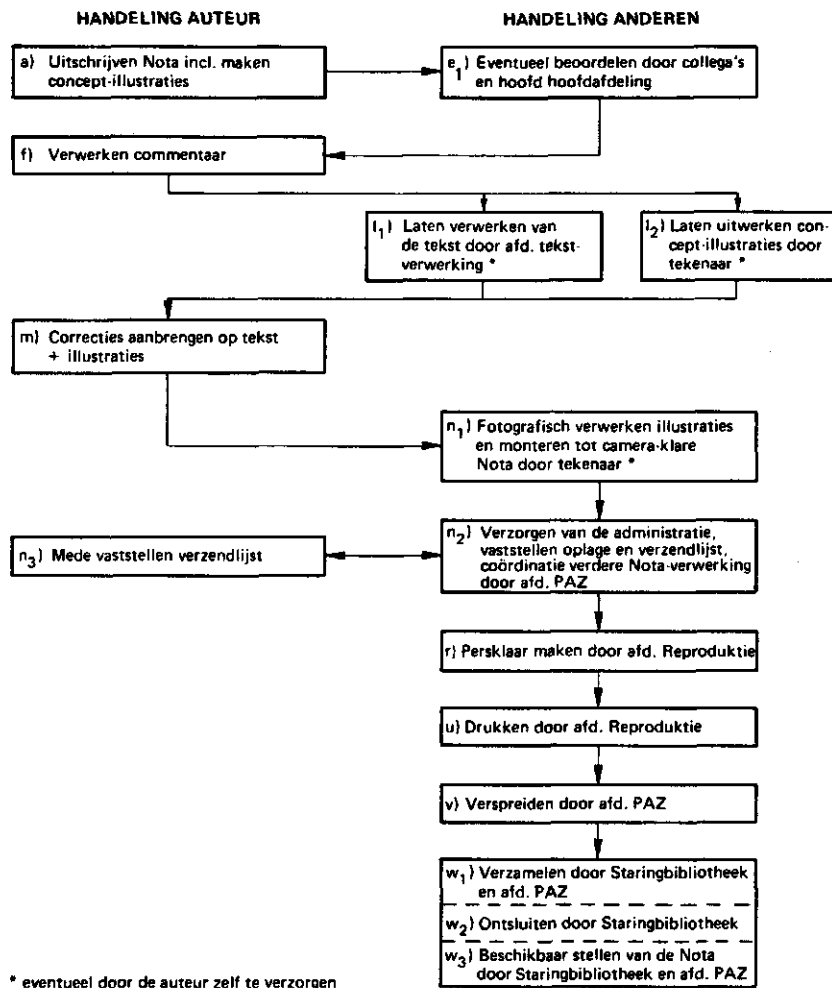 HANDELING AUTEUR
HANDELING ANDEREN
a) Uitschrijven Nota incl. maken
concept-illustraties
e1) Eventueel beoordelen door collega's
en hoofd hoofdafdeling
f) Verwerken commentaar
l1) Laten verwerken van
de tekst door afd. tekst-
verwerking *
l2) Laten uitwerken con-
cept-illustraties door
tekenaar *
m) Correcties aanbrengen op tekst
+ illustraties
n1) Fotografisch verwerken illustraties
en monteren tot camera-klare
Nota door tekenaar *
n3) Mede vaststellen verzendlijst
n2) Verzorgen van de administratie,
vaststellen oplage en verzendlijst,
coördinatie verdere Nota-verwerking
door afd. PAZ
r) Persklaar maken door afd. Reproduktie
u) Drukken door afd. Reproduktie
v) Verspreiden door afd. PAZ
w1) Verzamelen door Staringbibliotheek
en afd. PAZ
w2) Ontsluiten door Staringbibliotheek
w3) Beschikbaar stellen van de Nota
door Staringbibliotheek en afd. PAZ
* eventueel door de auteur zelf te verzorgen